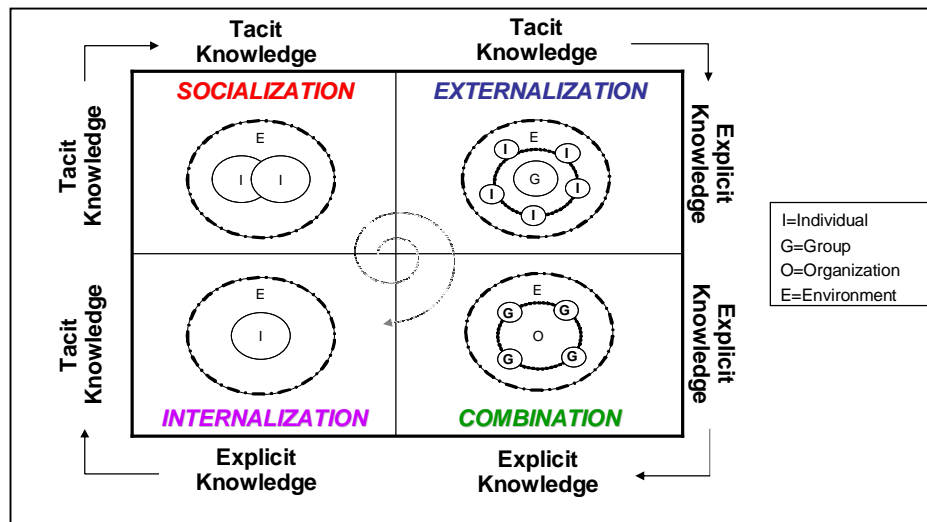 Tacit
Knowledge
Tacit
Knowledge
SOCIALIZATION
EXTERNALIZATION
Tacit
Knowledge
E
I
I
E
I
I
I
I
I
G
Explicit
Knowledge
I=Individual
G=Group
O=Organization
E=Environment
Tacit
Knowledge
E
I
E
G
G
G
G
O
Explicit
Knowledge
INTERNALIZATION
COMBINATION
Explicit
Knowledge
Explicit
Knowledge